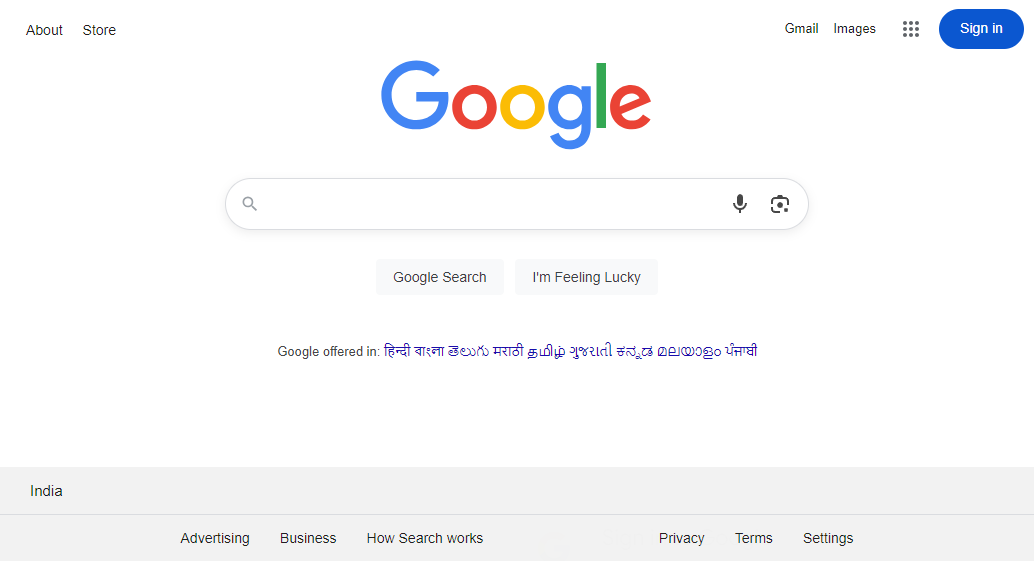 About Store Gmail Images Sign in
Google
Google Search I'm Feeling Lucky
Google offered in: हिन्दी বাংলা తెలుగు मराठी தமிழ் ગુજરાતી ಕನ್ನಡ മലയാളം ਪੰਜਾਬੀ
India
Advertising Business How Search works Privacy Terms Settings